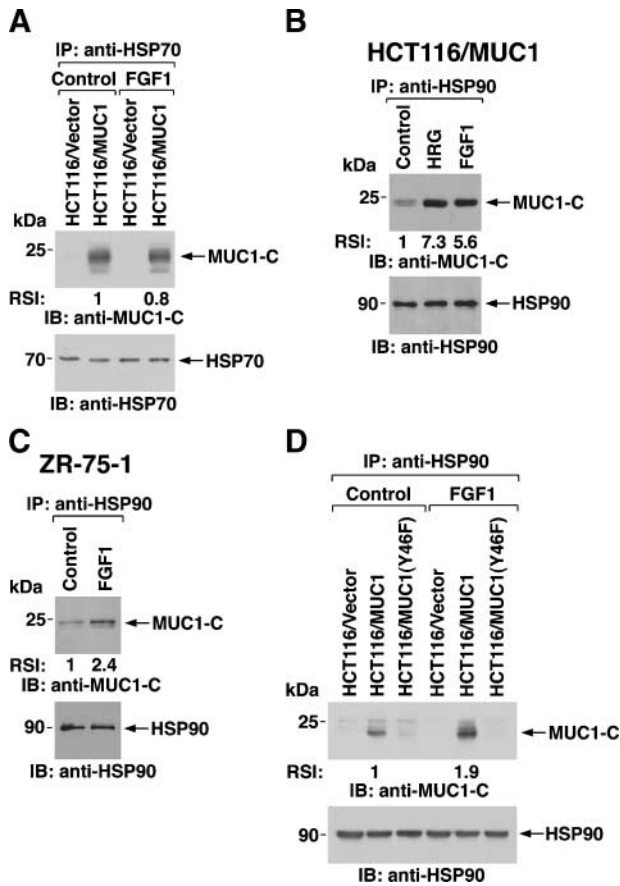 A
IP: anti-HSP70
Control FGF1
HCT116/Vector
HCT116/MUC1
HCT116/Vector
HCT116/MUC1
kDa
25
MUC1-C
RSI: 1 0.8
IB: anti-MUC1-C
70
HSP70
IB: anti-HSP70
B
HCT116/MUC1
IP: anti-HSP90
Control
HRG
FGF1
kDa
25
MUC1-C
RSI: 1 7.3 5.6
IB: anti-MUC1-C
90
HSP90
IB: anti-HSP90
C
ZR-75-1
IP: anti-HSP90
Control
FGF1
kDa
25
MUC1-C
RSI: 1 2.4
IB: anti-MUC1-C
90
HSP90
IB: anti-HSP90
D
IP: anti-HSP90
Control FGF1
HCT116/Vector
HCT116/MUC1
HCT116/MUC1(Y46F)
HCT116/Vector
HCT116/MUC1
HCT116/MUC1(Y46F)
kDa
25
MUC1-C
RSI: 1 1.9
IB: anti-MUC1-C
90
HSP90
IB: anti-HSP90